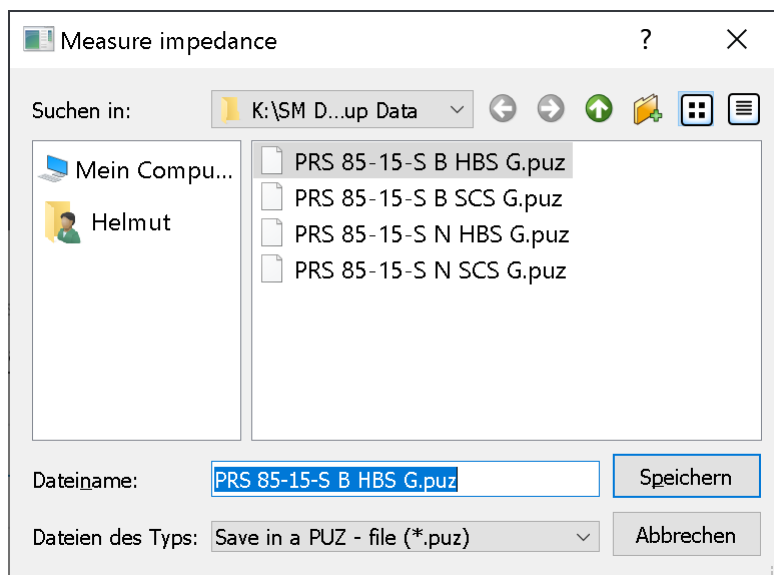 Measure impedance
Suchen in: K:\SM D...up Data
Mein Compu...
Helmut
PRS 85-15-S B HBS G.puz
PRS 85-15-S B SCS G.puz
PRS 85-15-S N HBS G.puz
PRS 85-15-S N SCS G.puz
Dateiname: PRS 85-15-S B HBS G.puz Speichern
Dateien des Typs: Save in a PUZ - file (*.puz) Abbrechen